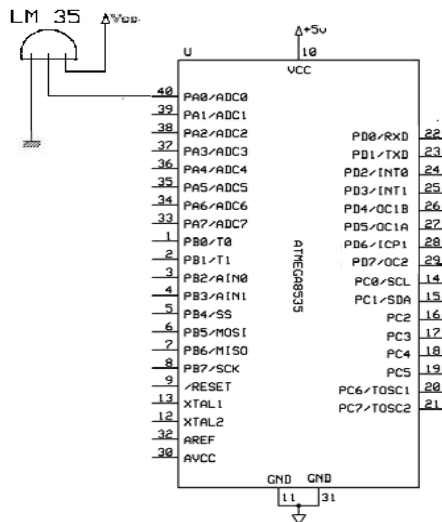 LM 35
Vcc
+5v
U
10
VCC
40 PA0/ADC0
39 PA1/ADC1
38 PA2/ADC2
37 PA3/ADC3
36 PA4/ADC4
35 PA5/ADC5
34 PA6/ADC6
33 PA7/ADC7
1 PB0/T0
2 PB1/T1
3 PB2/AIN0
4 PB3/AIN1
5 PB4/SS
6 PB5/MOSI
7 PB6/MISO
8 PB7/SCK
9 /RESET
13 XTAL1
12 XTAL2
32 AREF
30 AVCC
ATMEGA8535
PD0/RXD 22
PD1/TXD 23
PD2/INT0 24
PD3/INT1 25
PD4/OC1B 26
PD5/OC1A 27
PD6/ICP1 28
PD7/OC2 29
PC0/SCL 14
PC1/SDA 15
PC2 16
PC3 17
PC4 18
PC5 19
PC6/TOSC1 20
PC7/TOSC2 21
GND GND
11 31